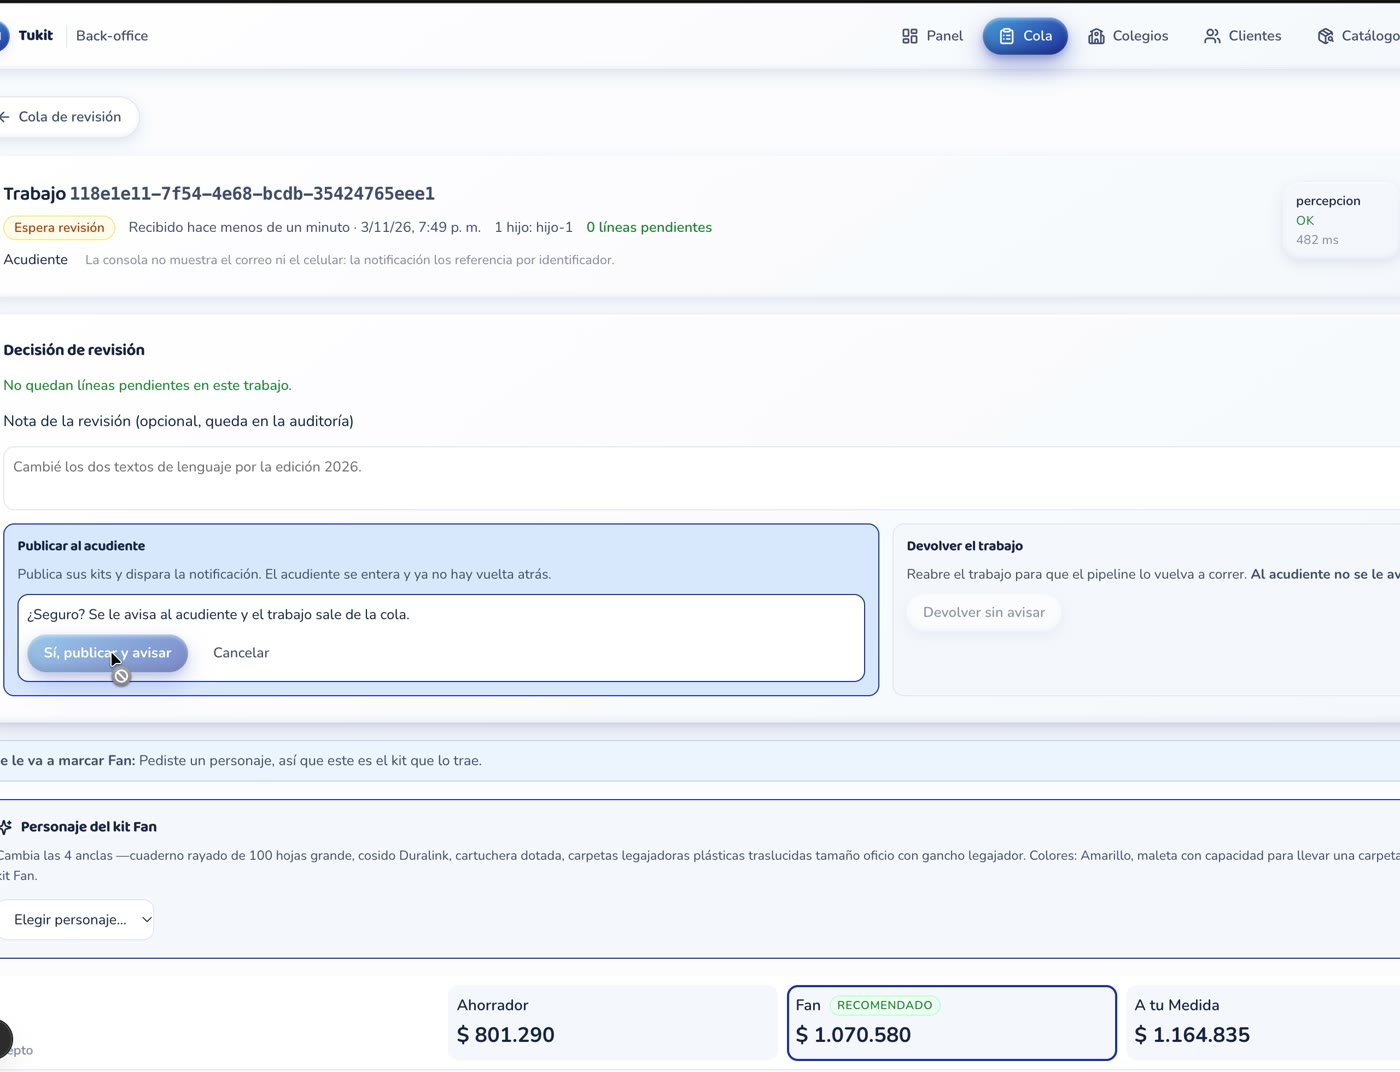 Tukit
Back-office
Panel
Cola
Colegios
Clientes
Catálogo
Cola de revisión
Trabajo 118e1e11-7f54-4e68-bcdb-35424765eee1
Espera revisión
Recibido hace menos de un minuto · 3/11/26, 7:49 p. m.
1 hijo: hijo-1
0 líneas pendientes
Acudiente
La consola no muestra el correo ni el celular: la notificación los referencia por identificador.
percepcion
OK
482 ms
Decisión de revisión
No quedan líneas pendientes en este trabajo.
Nota de la revisión (opcional, queda en la auditoría)
Cambié los dos textos de lenguaje por la edición 2026.
Publicar al acudiente
Publica sus kits y dispara la notificación. El acudiente se entera y ya no hay vuelta atrás.
¿Seguro? Se le avisa al acudiente y el trabajo sale de la cola.
Sí, publicar y avisar
Cancelar
Devolver el trabajo
Reabre el trabajo para que el pipeline lo vuelva a correr. Al acudiente no se le av
Devolver sin avisar
e le va a marcar Fan: Pediste un personaje, así que este es el kit que lo trae.
Personaje del kit Fan
Cambia las 4 anclas —cuaderno rayado de 100 hojas grande, cosido Duralink, cartuchera dotada, carpetas legajadoras plásticas traslucidas tamaño oficio con gancho legajador. Colores: Amarillo, maleta con capacidad para llevar una carpeta
kit Fan.
Elegir personaje...
Ahorrador
$ 801.290
Fan
RECOMENDADO
$ 1.070.580
A tu Medida
$ 1.164.835
epto